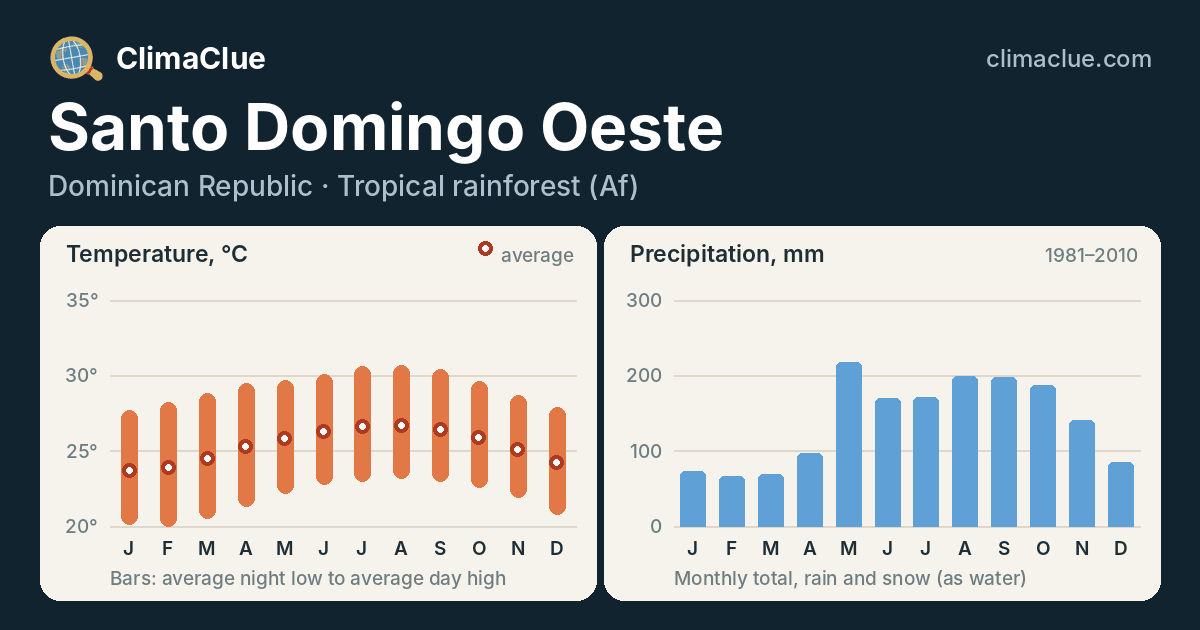 ClimaClue
climaclue.com
Santo Domingo Oeste
Dominican Republic · Tropical rainforest (Af)
Temperature, °C
average
35°
30°
25°
20°
J F M A M J J A S O N D
Bars: average night low to average day high
Precipitation, mm
1981–2010
300
200
100
0
J F M A M J J A S O N D
Monthly total, rain and snow (as water)